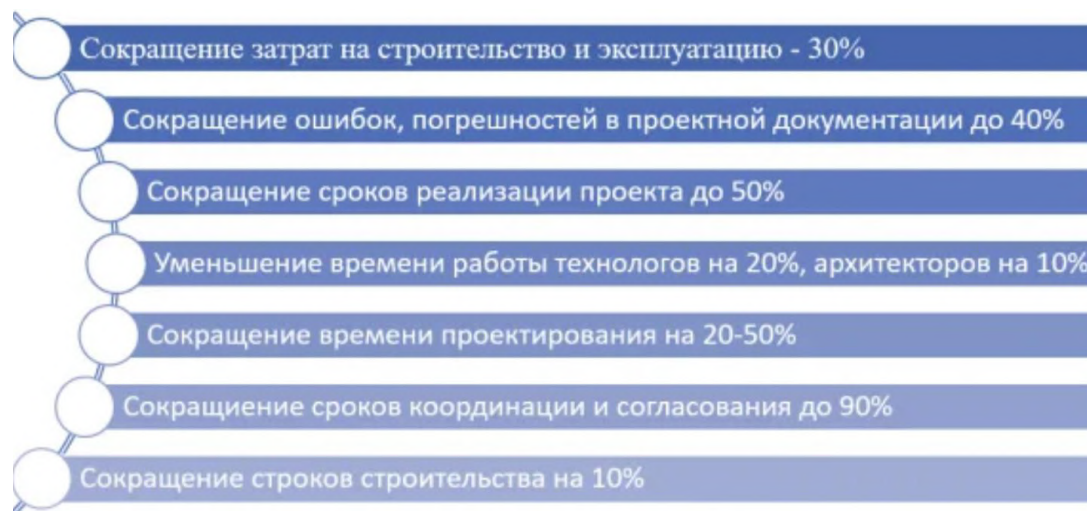 Сокращение затрат на строительство и эксплуатацию - 30%
Сокращение ошибок, погрешностей в проектной документации до 40%
Сокращение сроков реализации проекта до 50%
Уменьшение времени работы технологов на 20%, архитекторов на 10%
Сокращение времени проектирования на 20-50%
Сокращиение сроков координации и согласования до 90%
Сокращение строков строительства на 10%